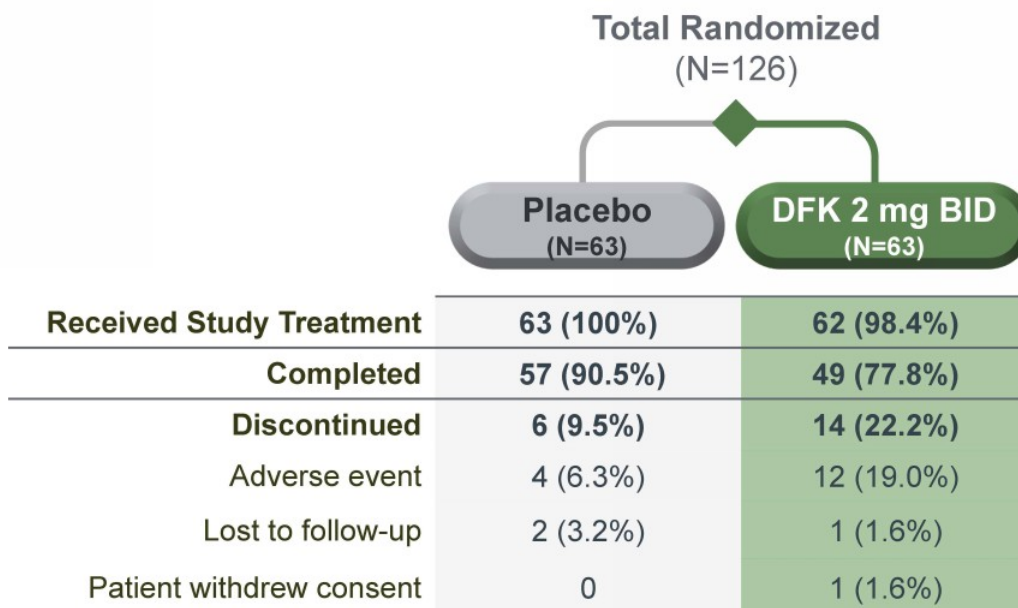 Total Randomized
(N=126)
Placebo
(N=63)
DFK 2 mg BID
(N=63)
Received Study Treatment 63 (100%) 62 (98.4%)
Completed 57 (90.5%) 49 (77.8%)
Discontinued 6 (9.5%) 14 (22.2%)
Adverse event 4 (6.3%) 12 (19.0%)
Lost to follow-up 2 (3.2%) 1 (1.6%)
Patient withdrew consent 0 1 (1.6%)